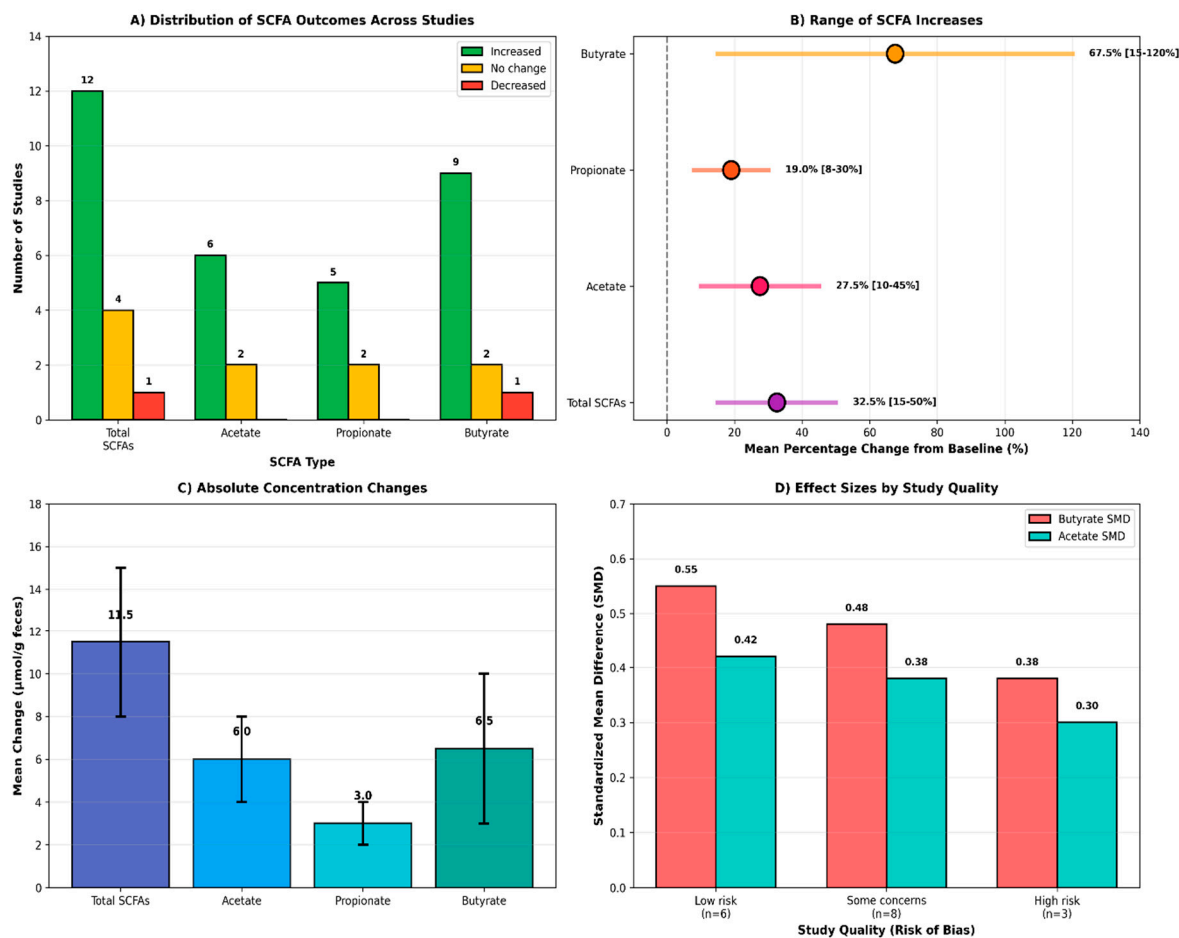 A) Distribution of SCFA Outcomes Across Studies
Number of Studies
14
12
10
8
6
4
2
0
Increased
No change
Decreased
12
4
1
6
2
5
2
9
2
1
Total
SCFAs
Acetate
Propionate
Butyrate
SCFA Type
B) Range of SCFA Increases
Butyrate
Propionate
Acetate
Total SCFAs
67.5% [15-120%]
19.0% [8-30%]
27.5% [10-45%]
32.5% [15-50%]
0
20
40
60
80
100
120
140
Mean Percentage Change from Baseline (%)
C) Absolute Concentration Changes
Mean Change (μmol/g feces)
18
16
14
12
10
8
6
4
2
0
11.5
6.0
3.0
6.5
Total SCFAs
Acetate
Propionate
Butyrate
D) Effect Sizes by Study Quality
Standardized Mean Difference (SMD)
0.7
0.6
0.5
0.4
0.3
0.2
0.1
0.0
Butyrate SMD
Acetate SMD
0.55
0.42
0.48
0.38
0.38
0.30
Low risk
(n=6)
Some concerns
(n=8)
High risk
(n=3)
Study Quality (Risk of Bias)